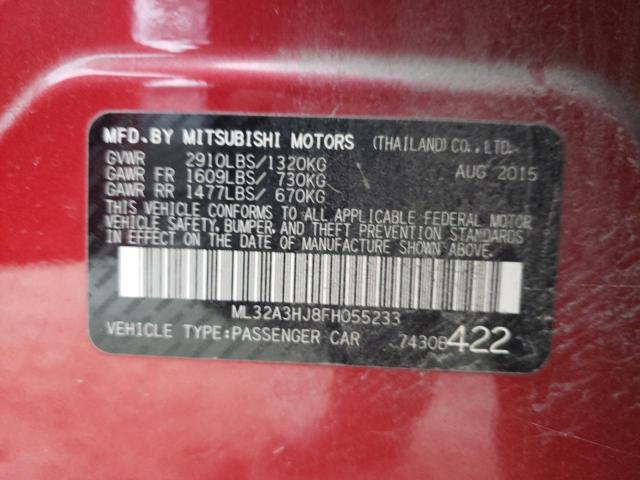 MFD.BY MITSUBISHI MOTORS (THAILAND)CO.,LTD.
GVWR 2910LBS/1320KG AUG 2015
GAWR FR 1609LBS/ 730KG
GAWR RR 1477LBS/ 670KG
THIS VEHICLE CONFORMS TO ALL APPLICABLE FEDERAL MOTOR
VEHICLE SAFETY, BUMPER, AND THEFT PREVENTION STANDARDS
IN EFFECT ON THE DATE OF MANUFACTURE SHOWN ABOVE.
ML32A3HJ8FH055233
VEHICLE TYPE:PASSENGER CAR 7430B422